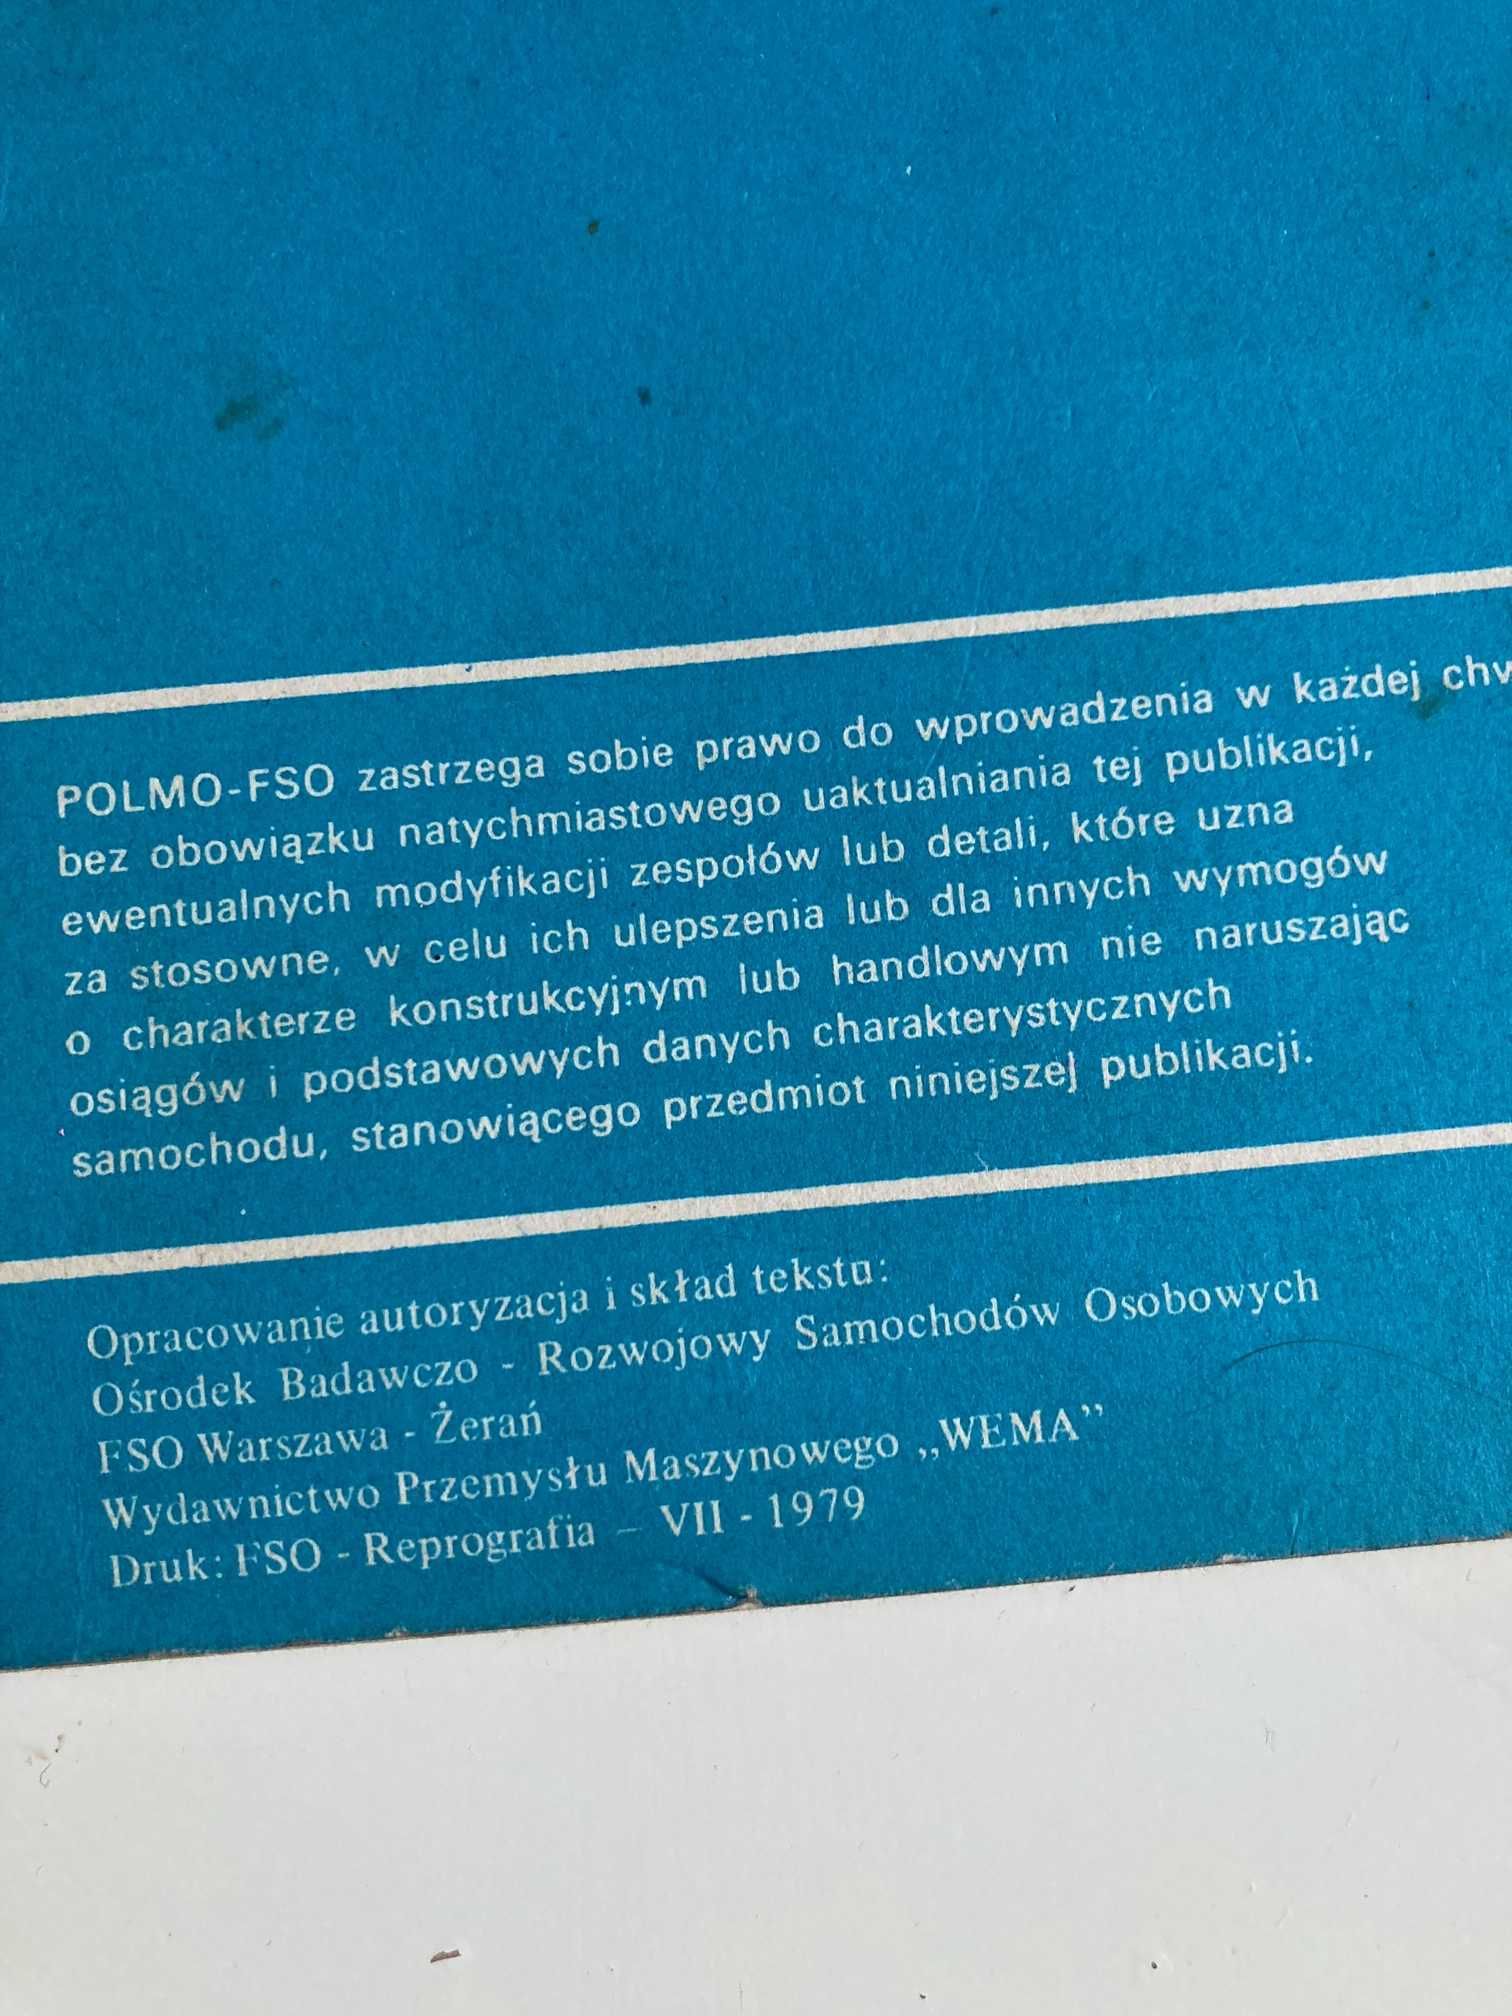 POLMO-FSO zastrzega sobie prawo do wprowadzenia w każdej
bez obowiązku natychmiastowego uaktualniania tej publikacji,
ewentualnych modyfikacji zespołów lub detali, które uzna
za stosowne, w celu ich ulepszenia lub dla innych wymogów
o charakterze konstrukcyjnym lub handlowym nie naruszając
osiągów i podstawowych danych charakterystycznych
samochodu, stanowiącego przedmiot niniejszej publikacji.
Opracowanie autoryzacja i skład tekstu:
Ośrodek Badawczo - Rozwojowy Samochodów Osobowych
FSO Warszawa - Żerań
Wydawnictwo Przemysłu Maszynowego „WEMA”
Druk: FSO - Reprografia – VII - 1979